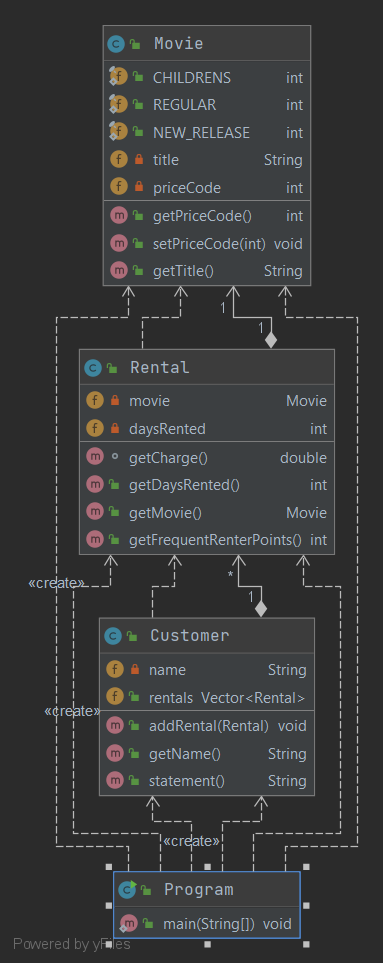 Movie
CHILDRENS int
REGULAR int
NEW_RELEASE int
title String
priceCode int
getPriceCode() int
setPriceCode(int) void
getTitle() String
1
1
Rental
movie Movie
daysRented int
getCharge() double
getDaysRented() int
getMovie() Movie
getFrequentRenterPoints() int
«create»
*
1
Customer
name String
rentals Vector<Rental>
«create»
addRental(Rental) void
getName() String
statement() String
«create»
Program
main(String[]) void
Powered by yFiles